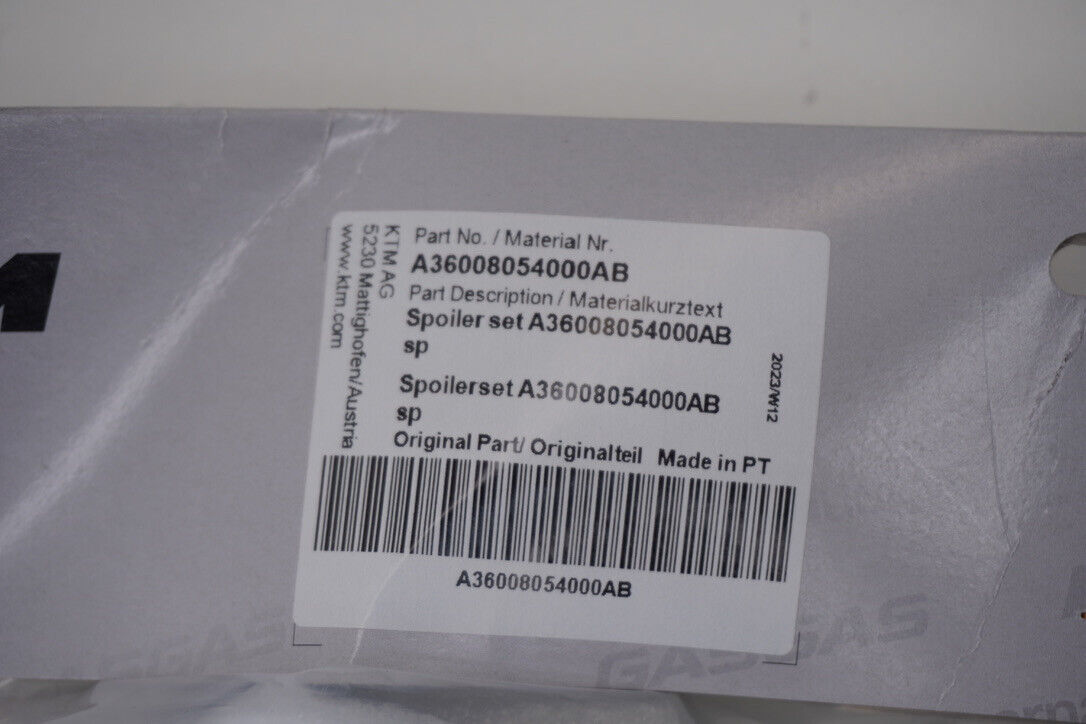 KTM AG
5230 Mattighofen/Austria
www.ktm.com
Part No. / Material Nr.
A36008054000AB
Part Description / Materialkurztext
Spoiler set A36008054000AB
sp
Spoilerset A36008054000AB
sp
Original Part/ Originalteil Made in PT
2023/W12
A36008054000AB
GASGAS